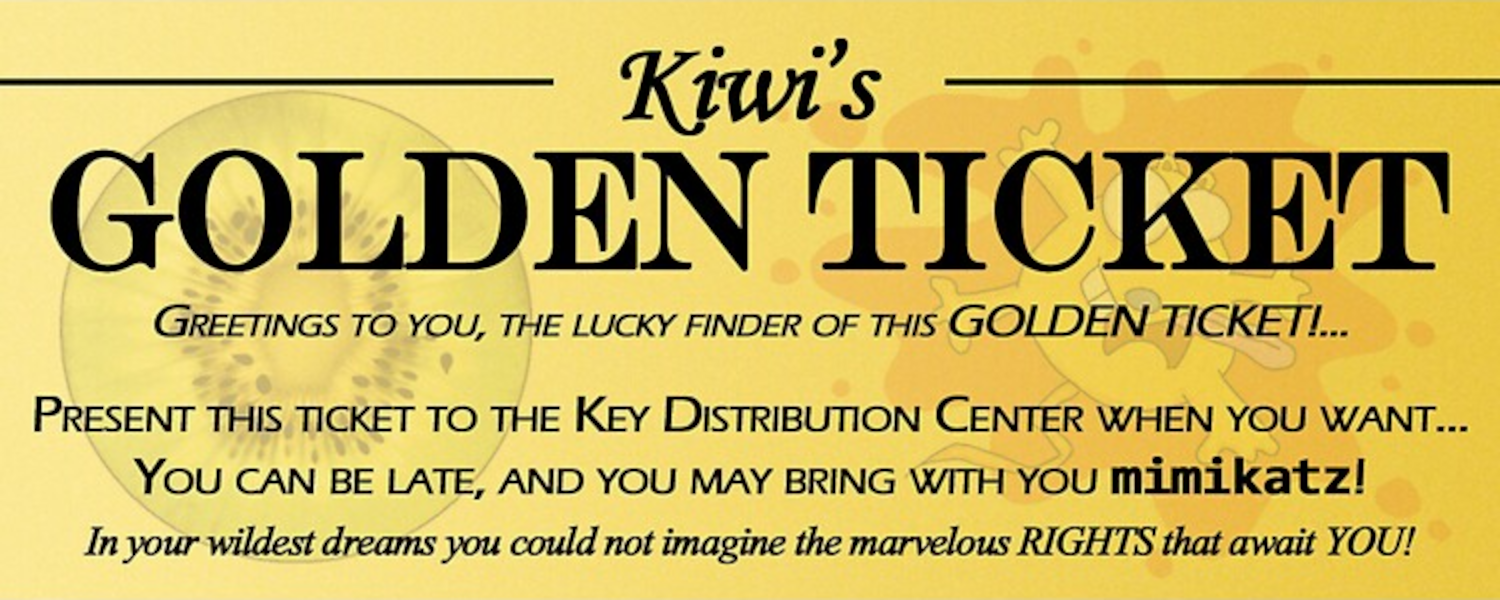 Kiwi's
GOLDEN TICKET
GREETINGS TO YOU, THE LUCKY FINDER OF THIS GOLDEN TICKET!...
PRESENT THIS TICKET TO THE KEY DISTRIBUTION CENTER WHEN YOU WANT...
YOU CAN BE LATE, AND YOU MAY BRING WITH YOU mimikatz!
In your wildest dreams you could not imagine the marvelous RIGHTS that await YOU!